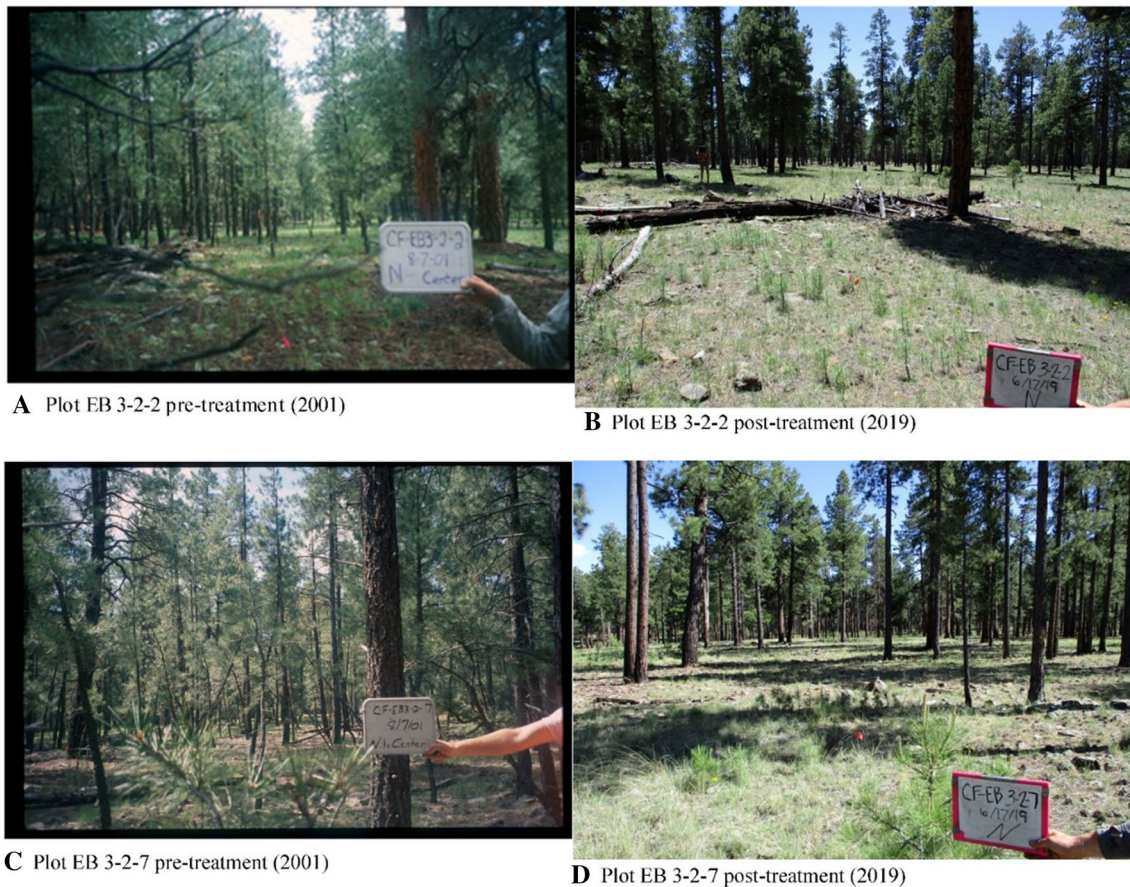 CF-EB3-2-2
8-7-01
N - Center
CF-EB 3-2-2
6/17/19
N
A Plot EB 3-2-2 pre-treatment (2001)
B Plot EB 3-2-2 post-treatment (2019)
CF-EB3-2-7
8/7/01
N to Center
CF-EB 3-2-7
6/17/19
N
C Plot EB 3-2-7 pre-treatment (2001)
D Plot EB 3-2-7 post-treatment (2019)